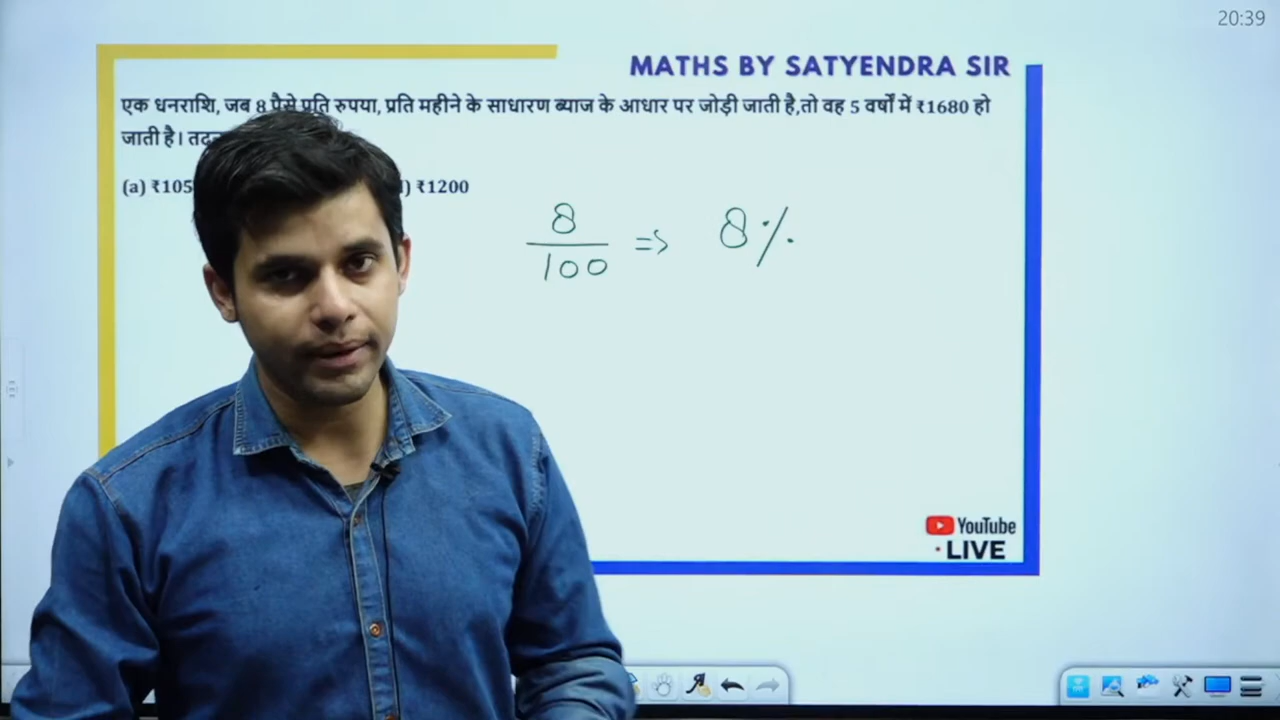 20:39
MATHS BY SATYENDRA SIR
एक धनराशि, जब 8 पैसे प्रति रुपया, प्रति महीने के साधारण ब्याज के आधार पर जोड़ी जाती है,तो वह 5 वर्षों में ₹1680 हो
जाती है।
(a) ₹105 ) ₹1200
8
100 => 8%
YouTube
LIVE